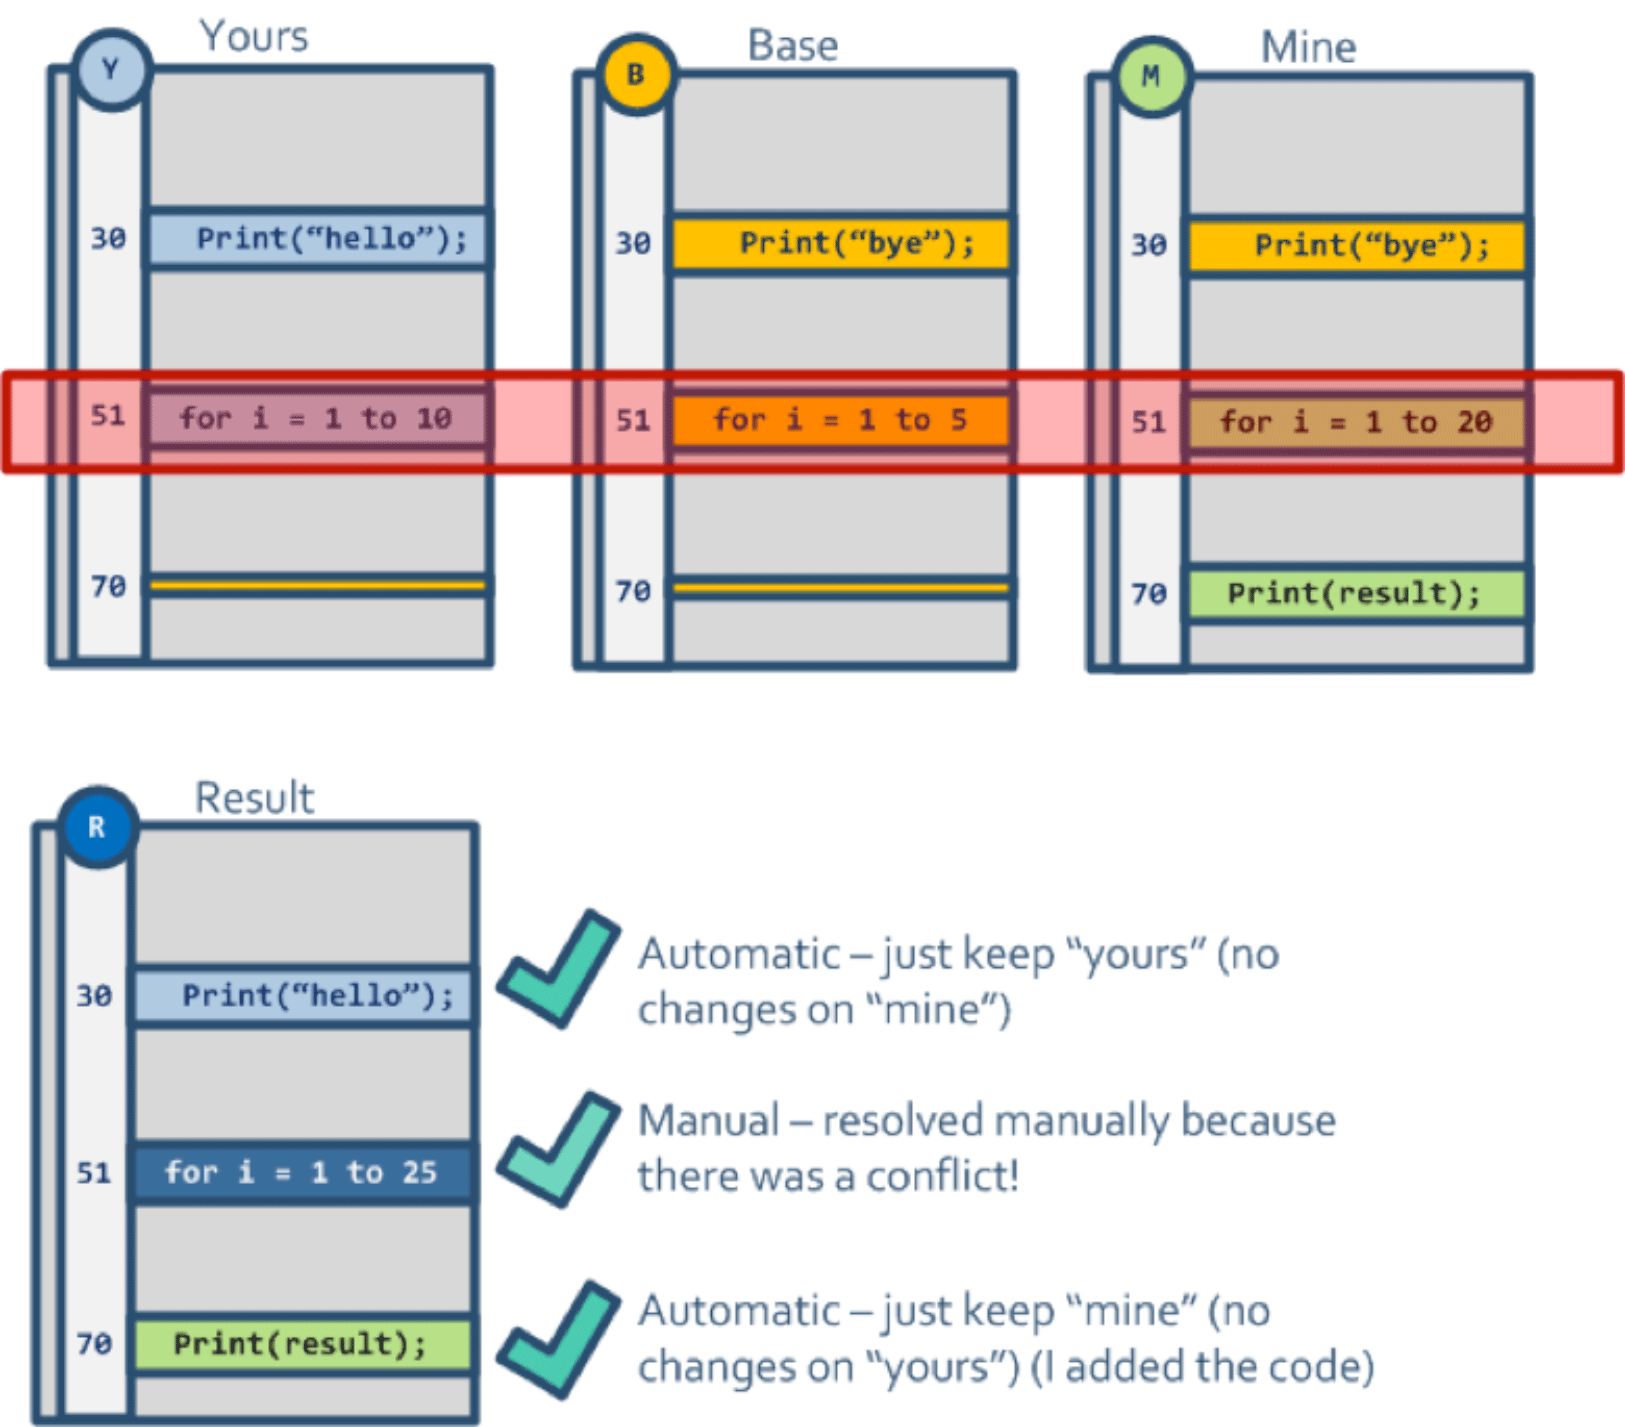 Yours
Base
Mine
Y
B
M
30 Print(“hello”);
30 Print(“bye”);
30 Print(“bye”);
51 for i = 1 to 10
51 for i = 1 to 5
51 for i = 1 to 20
70
70
70 Print(result);
Result
R
30 Print(“hello”);
Automatic – just keep “yours” (no
changes on “mine”)
51 for i = 1 to 25
Manual – resolved manually because
there was a conflict!
70 Print(result);
Automatic – just keep “mine” (no
changes on “yours”) (I added the code)